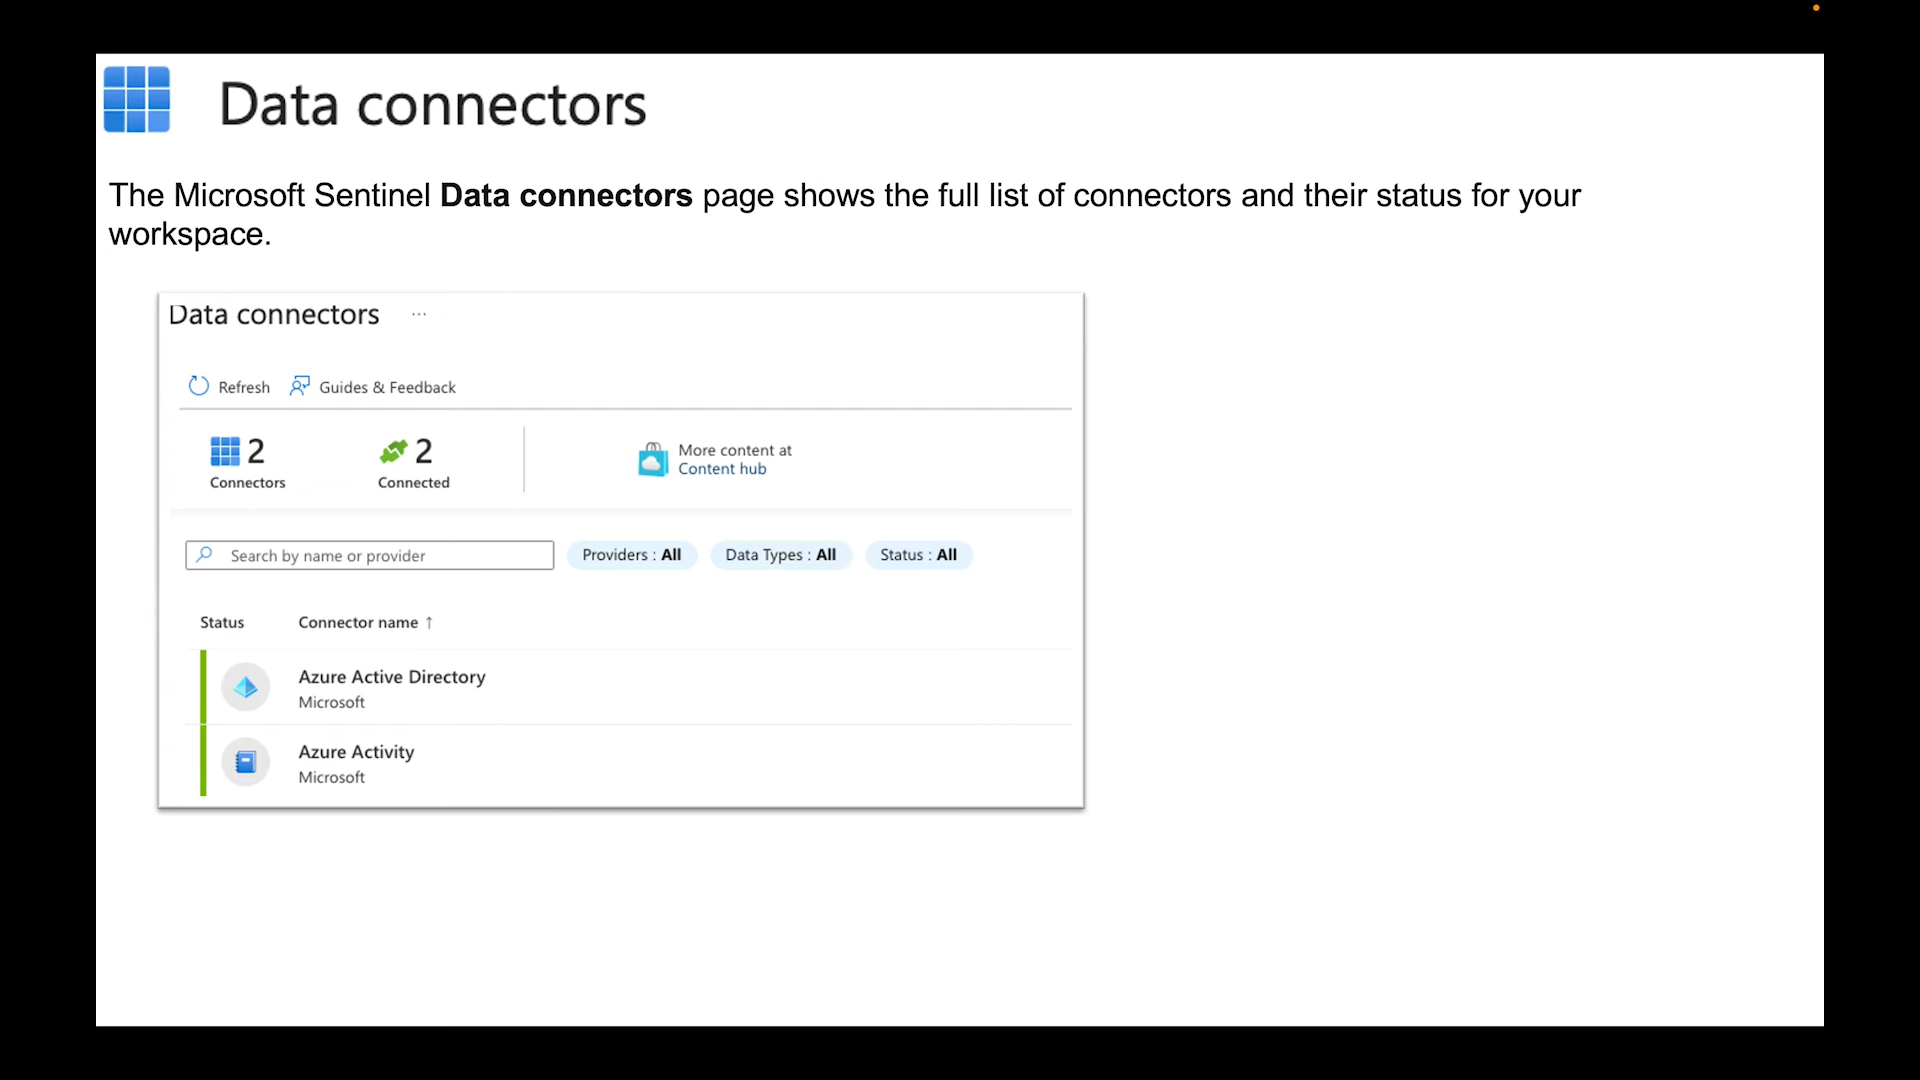 Data connectors
The Microsoft Sentinel Data connectors page shows the full list of connectors and their status for your
workspace.
Data connectors ...
Refresh Guides & Feedback
2 2
Connectors Connected
More content at
Content hub
Search by name or provider Providers : All Data Types : All Status : All
Status Connector name ↑
Azure Active Directory
Microsoft
Azure Activity
Microsoft